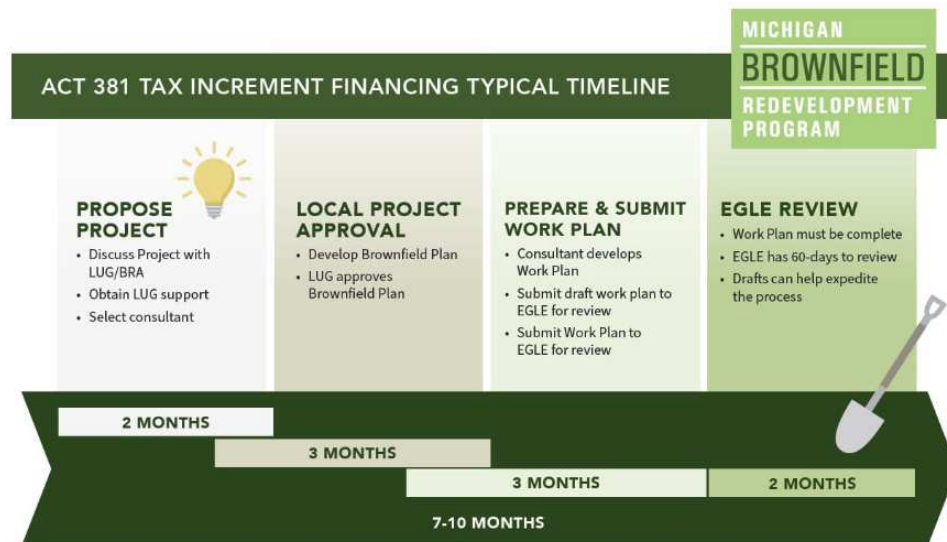 MICHIGAN
BROWNFIELD
REDEVELOPMENT
PROGRAM
ACT 381 TAX INCREMENT FINANCING TYPICAL TIMELINE
PROPOSE
PROJECT
• Discuss Project with
LUG/BRA
• Obtain LUG support
• Select consultant
LOCAL PROJECT
APPROVAL
• Develop Brownfield Plan
• LUG approves
Brownfield Plan
PREPARE & SUBMIT
WORK PLAN
• Consultant develops
Work Plan
• Submit draft work plan to
EGLE for review
• Submit Work Plan to
EGLE for review
EGLE REVIEW
• Work Plan must be complete
• EGLE has 60-days to review
• Drafts can help expedite
the process
2 MONTHS
3 MONTHS
3 MONTHS
2 MONTHS
7-10 MONTHS